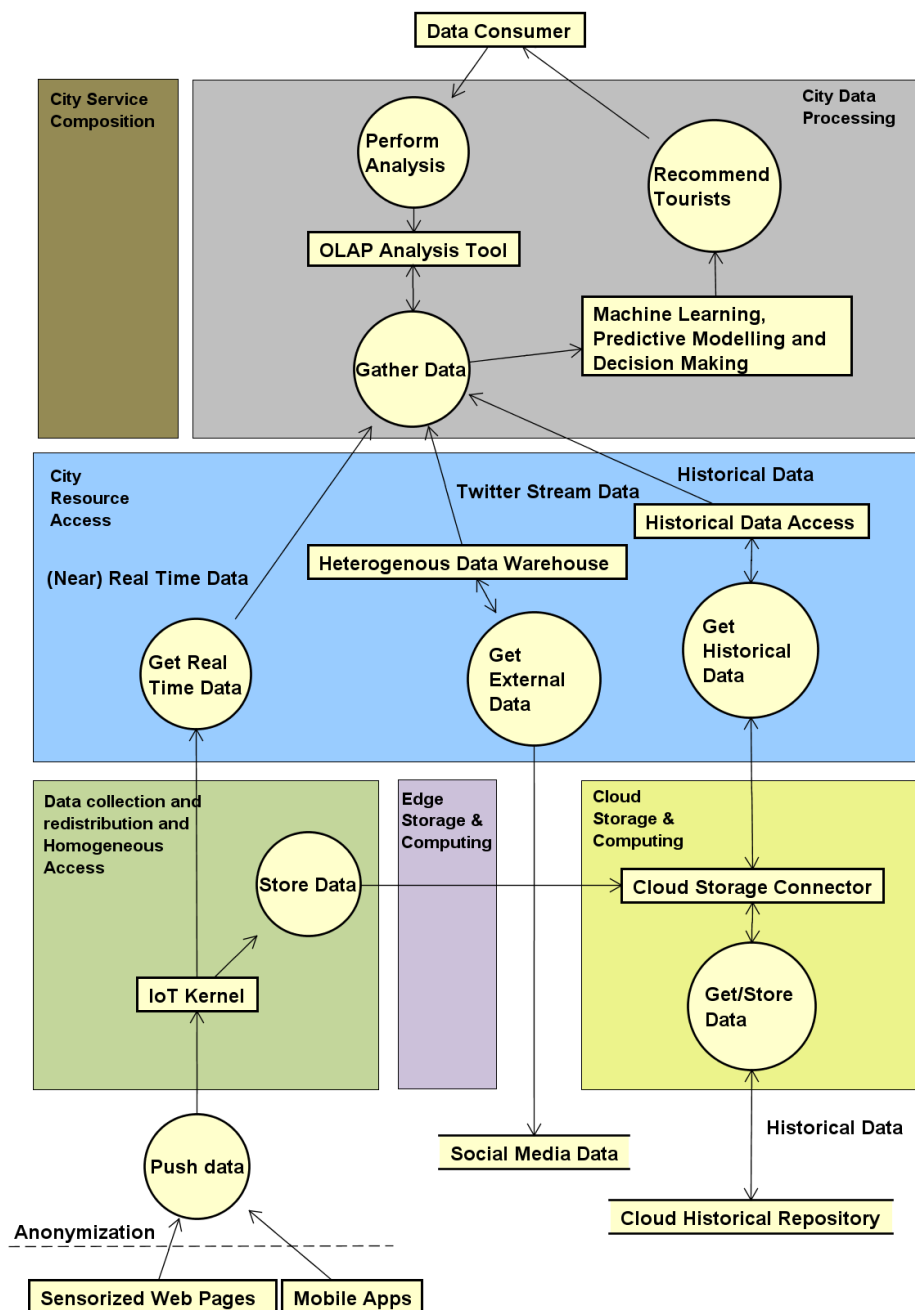 Data Consumer
City Service
Composition
City Data
Processing
Perform
Analysis
Recommend
Tourists
OLAP Analysis Tool
Machine Learning,
Predictive Modelling and
Decision Making
Gather Data
City
Resource
Access
Historical Data
Twitter Stream Data
Historical Data Access
Heterogenous Data Warehouse
(Near) Real Time Data
Get Real
Time Data
Get
External
Data
Get
Historical
Data
Data collection and
redistribution and
Homogeneous
Access
Edge
Storage &
Computing
Cloud
Storage &
Computing
Store Data
Cloud Storage Connector
IoT Kernel
Get/Store
Data
Historical Data
Push data
Social Media Data
Cloud Historical Repository
Anonymization
Sensorized Web Pages
Mobile Apps